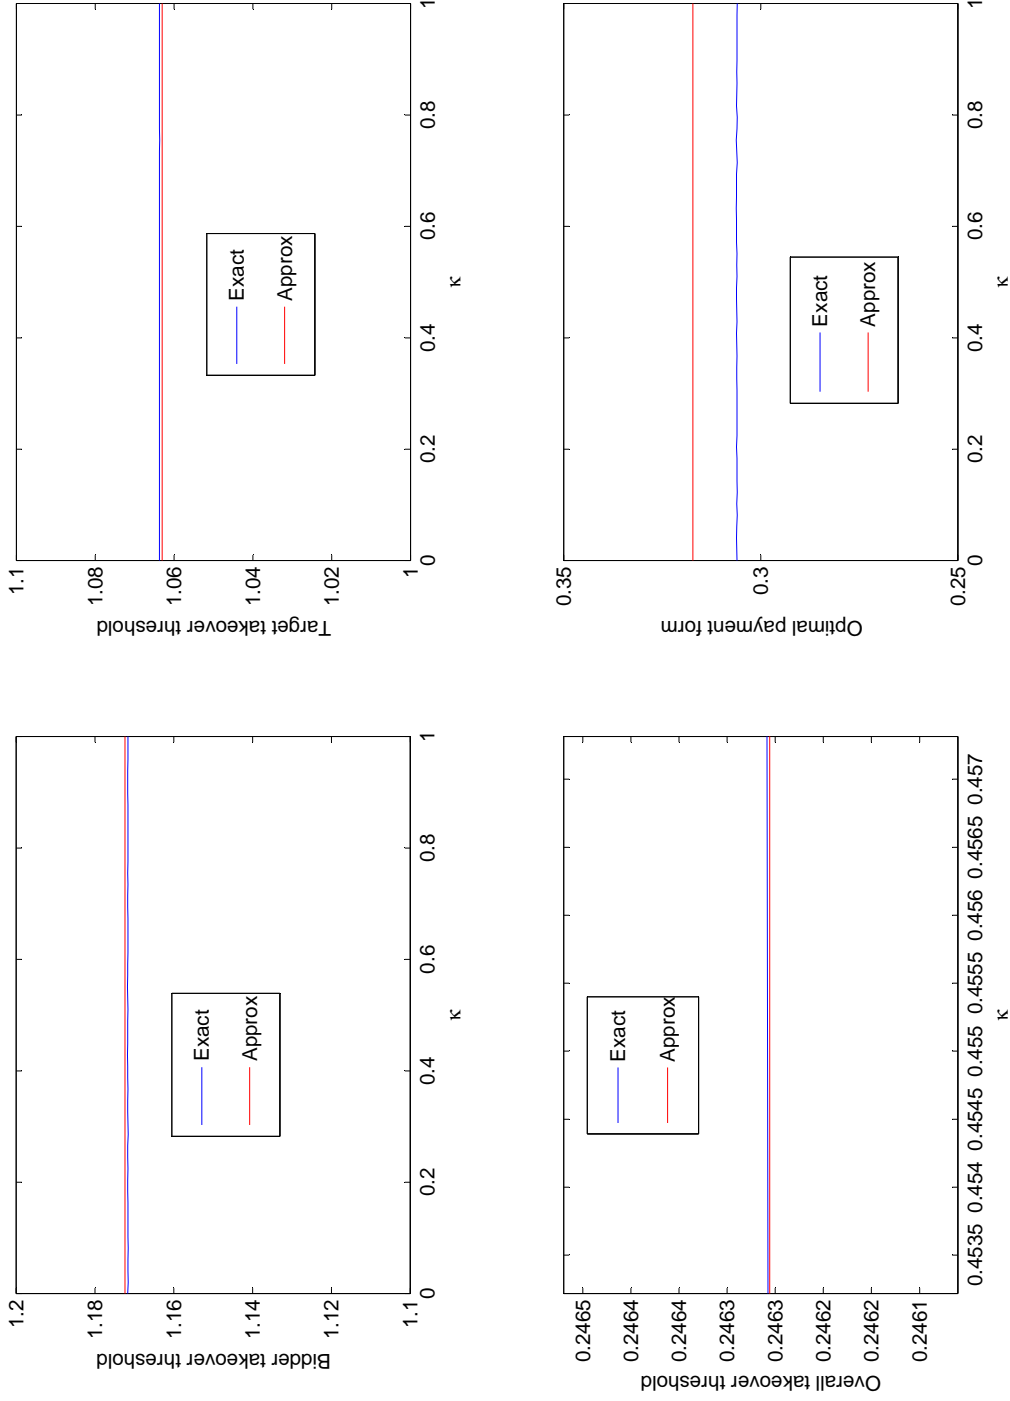 Bidder takeover threshold
1.2
1.18
1.16
1.14
1.12
1.1
0 0.2 0.4 0.6 0.8 1
κ
Exact
Approx
Target takeover threshold
1.1
1.08
1.06
1.04
1.02
1
0 0.2 0.4 0.6 0.8 1
κ
Exact
Approx
Overall takeover threshold
0.2465
0.2464
0.2464
0.2463
0.2463
0.2462
0.2462
0.2461
0.4535 0.454 0.4545 0.455 0.4555 0.456 0.4565 0.457
κ
Exact
Approx
Optimal payment form
0.35
0.3
0.25
0 0.2 0.4 0.6 0.8 1
κ
Exact
Approx